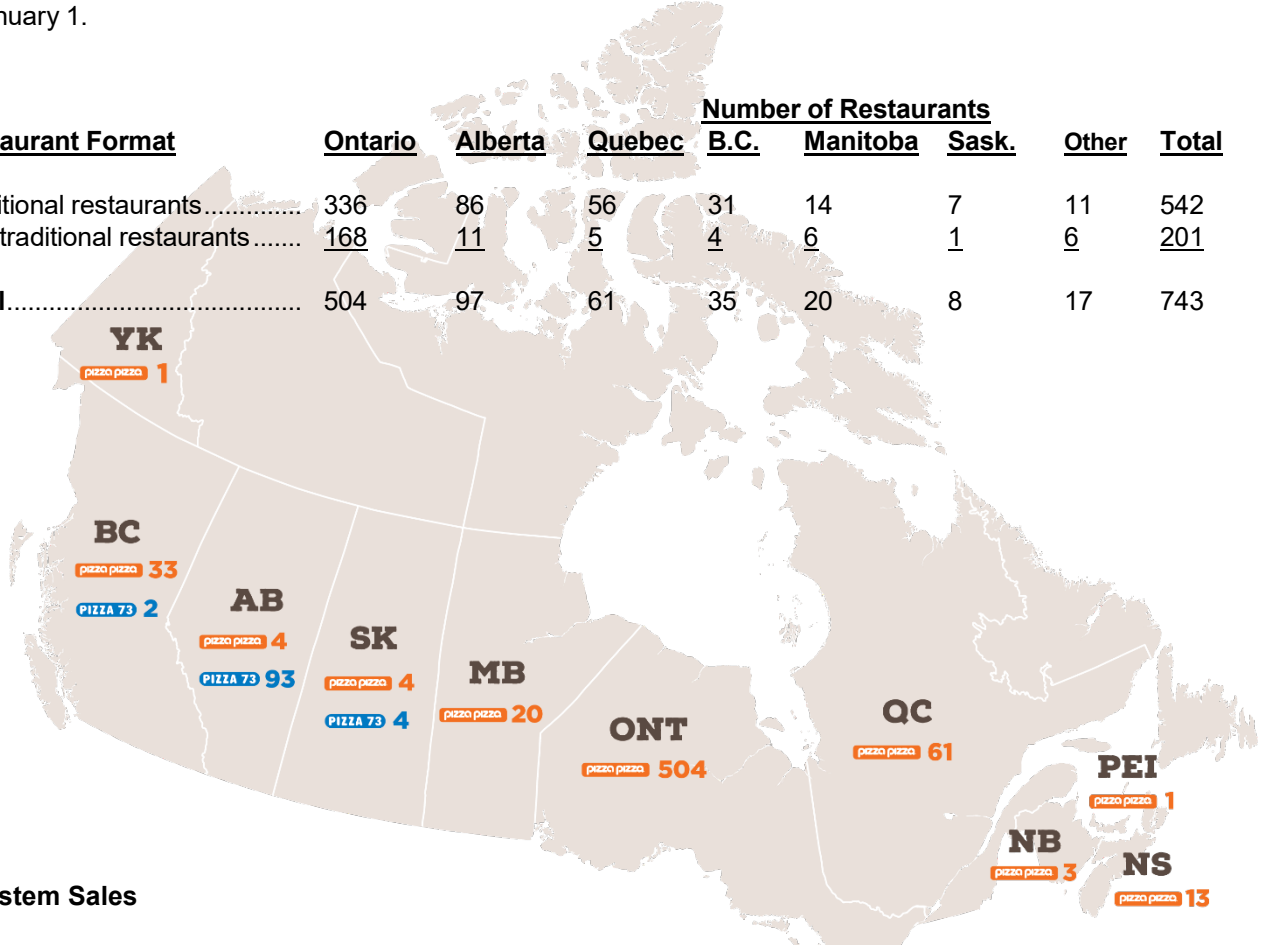 nuary 1.
Number of Restaurants
aurant Format Ontario Alberta Quebec B.C. Manitoba Sask. Other Total
itional restaurants.............. 336 86 56 31 14 7 11 542
traditional restaurants....... 168 11 5 4 6 1 6 201
l......................................... 504 97 61 35 20 8 17 743
YK
pizza pizza 1
BC
pizza pizza 33
PIZZA 73 2
AB
pizza pizza 4
PIZZA 73 93
SK
pizza pizza 4
PIZZA 73 4
MB
pizza pizza 20
ONT
pizza pizza 504
QC
pizza pizza 61
PEI
pizza pizza 1
NB
pizza pizza 3
NS
pizza pizza 13
stem Sales